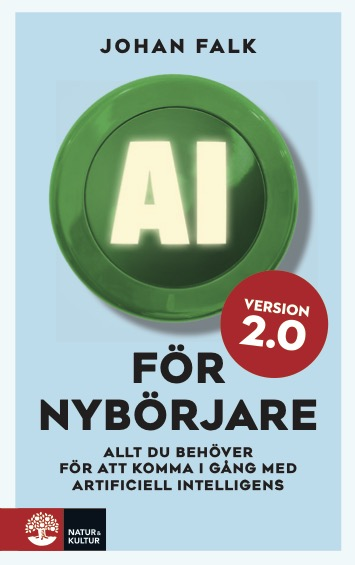 JOHAN FALK
AI
VERSION
2.0
FÖR
NYBÖRJARE
ALLT DU BEHÖVER
FÖR ATT KOMMA I GÅNG MED
ARTIFICIELL INTELLIGENS
NATUR &
KULTUR